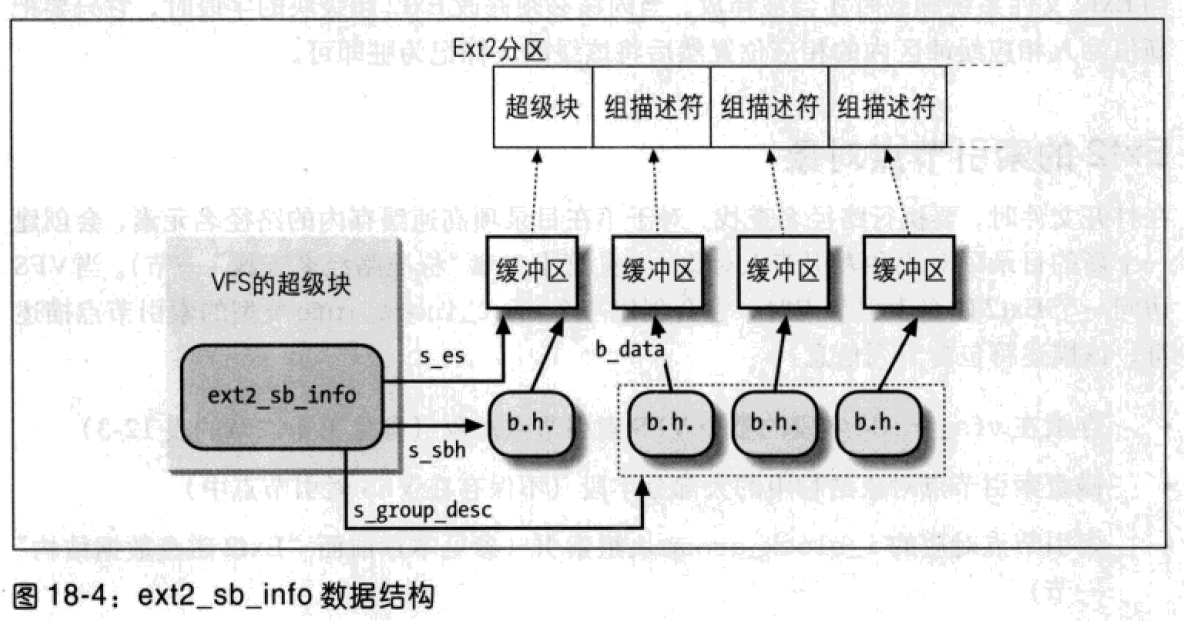 Ext2分区
超级块 组描述符 组描述符 组描述符
缓冲区 缓冲区 缓冲区 缓冲区
VFS的超级块
s_es
b_data
ext2_sb_info
b.h. b.h. b.h. b.h.
s_sbh
s_group_desc
图 18-4：ext2_sb_info 数据结构